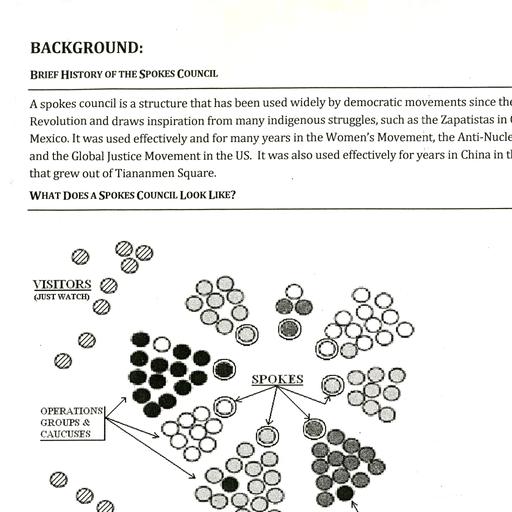 BACKGROUND:
BRIEF HISTORY OF THE SPOKES COUNCIL
A spokes council is a structure that has been used widely by democratic movements since the
Revolution and draws inspiration from many indigenous struggles, such as the Zapatistas in
Mexico. It was used effectively and for many years in the Women's Movement, the Anti-Nucle
and the Global Justice Movement in the US. It was also used effectively for years in China in th
that grew out of Tiananmen Square.
WHAT DOES A SPOKES COUNCIL LOOK LIKE?
VISITORS
(JUST WATCH)
SPOKES
OPERATIONS
GROUPS &
CAUCUSES